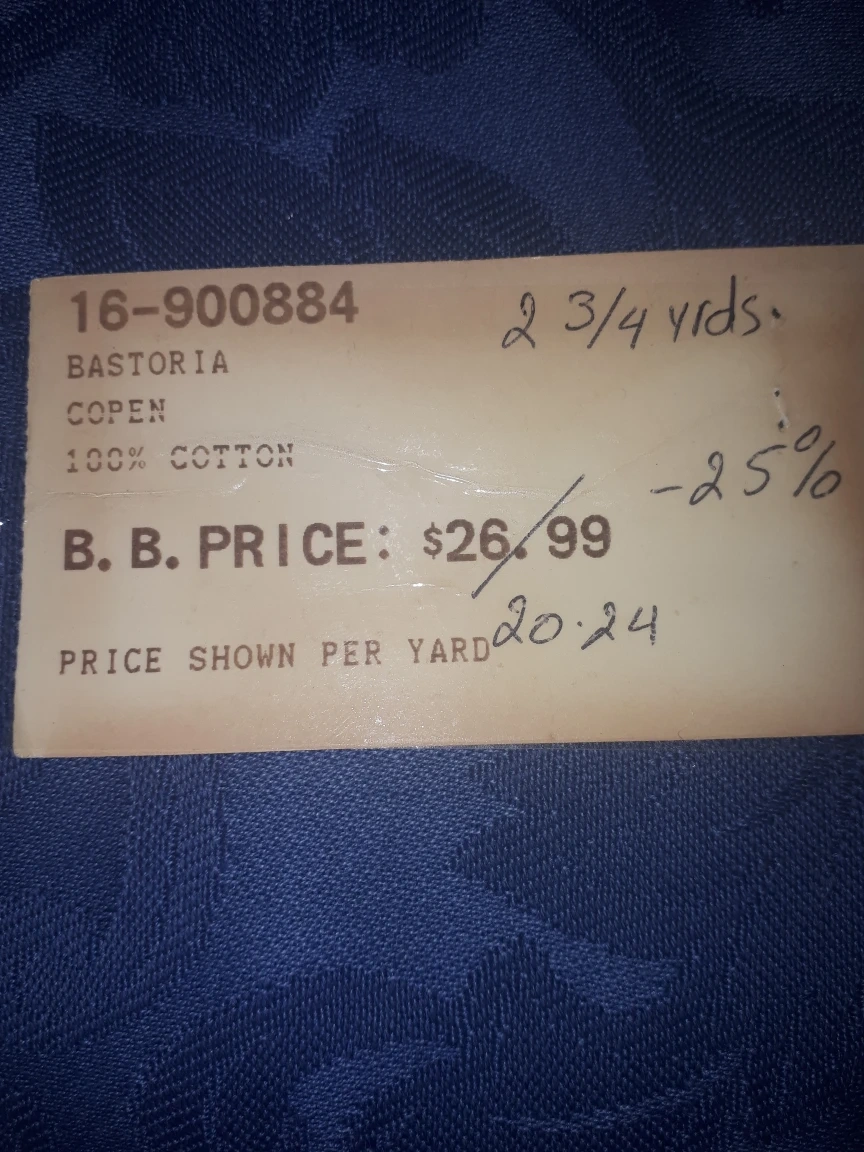 16-900884
2 3/4 yrds.
BASTORIA
COPEN
100% COTTON
-25%
B. B. PRICE: $26.99
20.24
PRICE SHOWN PER YARD